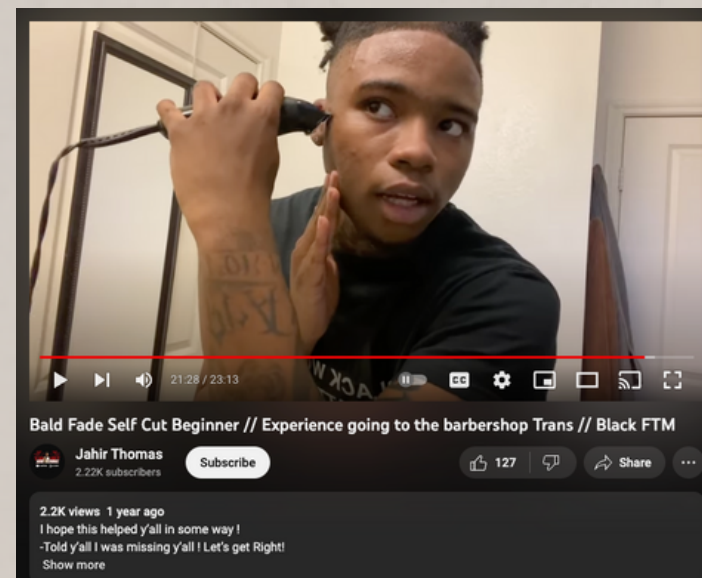 21:28 / 23:13
CC
Bald Fade Self Cut Beginner // Experience going to the barbershop Trans // Black FTM
Jahir Thomas
2.22K subscribers
Subscribe
127
Share
2.2K views 1 year ago
I hope this helped y'all in some way !
-Told y'all I was missing y'all ! Let's get Right!
Show more